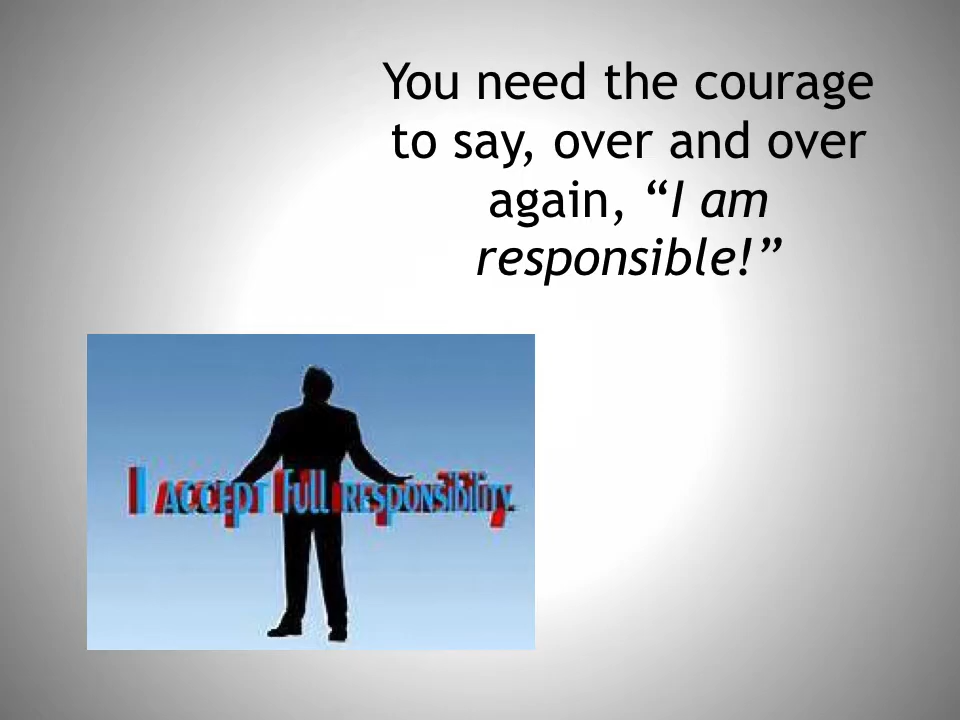 You need the courage
to say, over and over
again, “I am
responsible!”
I ACCEPT FULL RESPONSIBILITY.